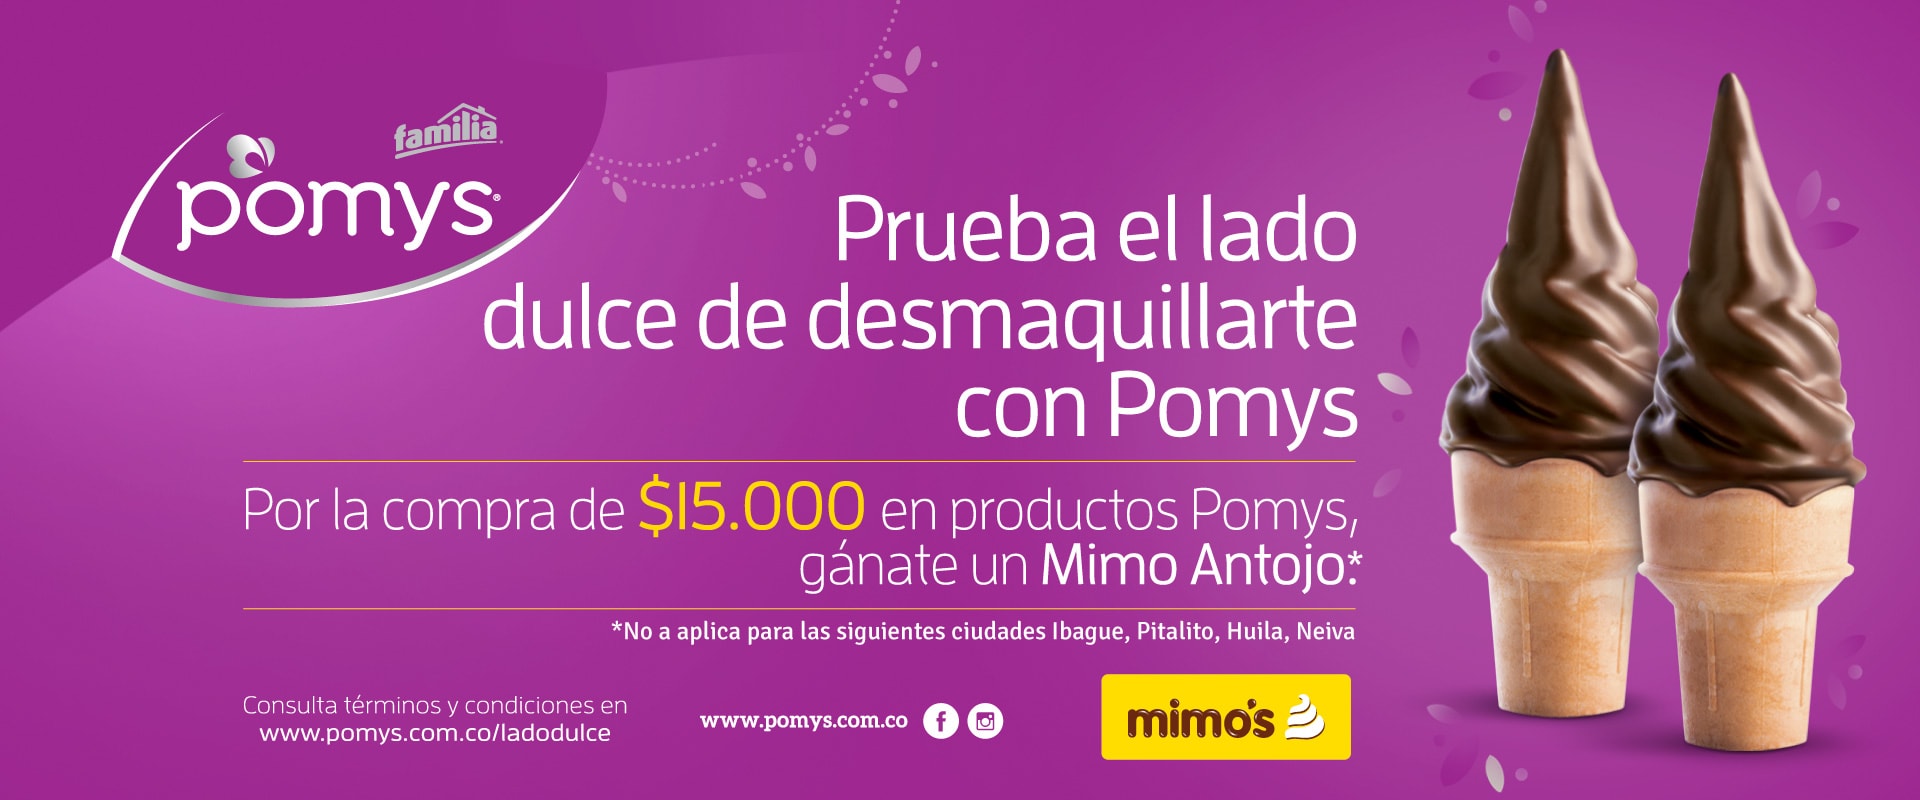 familia
pomys®
Prueba el lado
dulce de desmaquillarte
con Pomys
Por la compra de $15.000 en productos Pomys,
gánate un Mimo Antojo.*
*No a aplica para las siguientes ciudades Ibague, Pitalito, Huila, Neiva
Consulta términos y condiciones en
www.pomys.com.co/ladodulce
www.pomys.com.co
mimo's